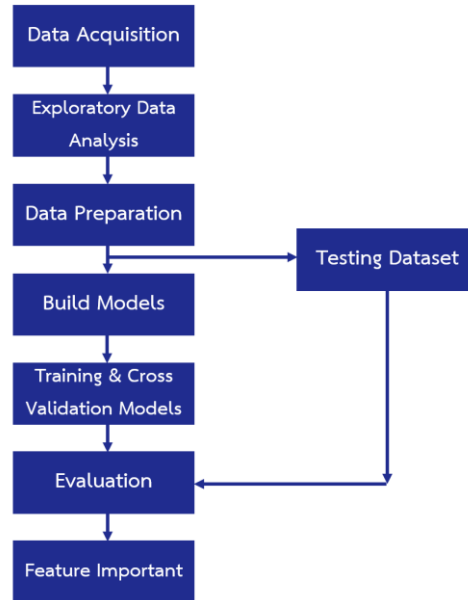 Data Acquisition
Exploratory Data
Analysis
Data Preparation
Testing Dataset
Build Models
Training & Cross
Validation Models
Evaluation
Feature Important